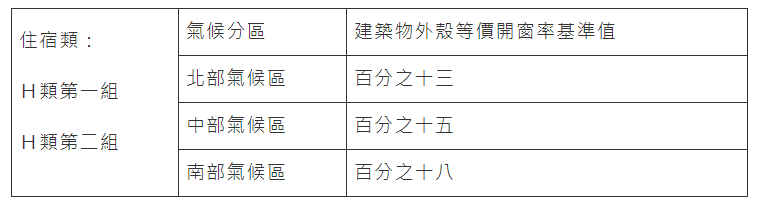 住宿類：
Ｈ類第一組
Ｈ類第二組
氣候分區
建築物外殼等價開窗率基準值
北部氣候區
百分之十三
中部氣候區
百分之十五
南部氣候區
百分之十八